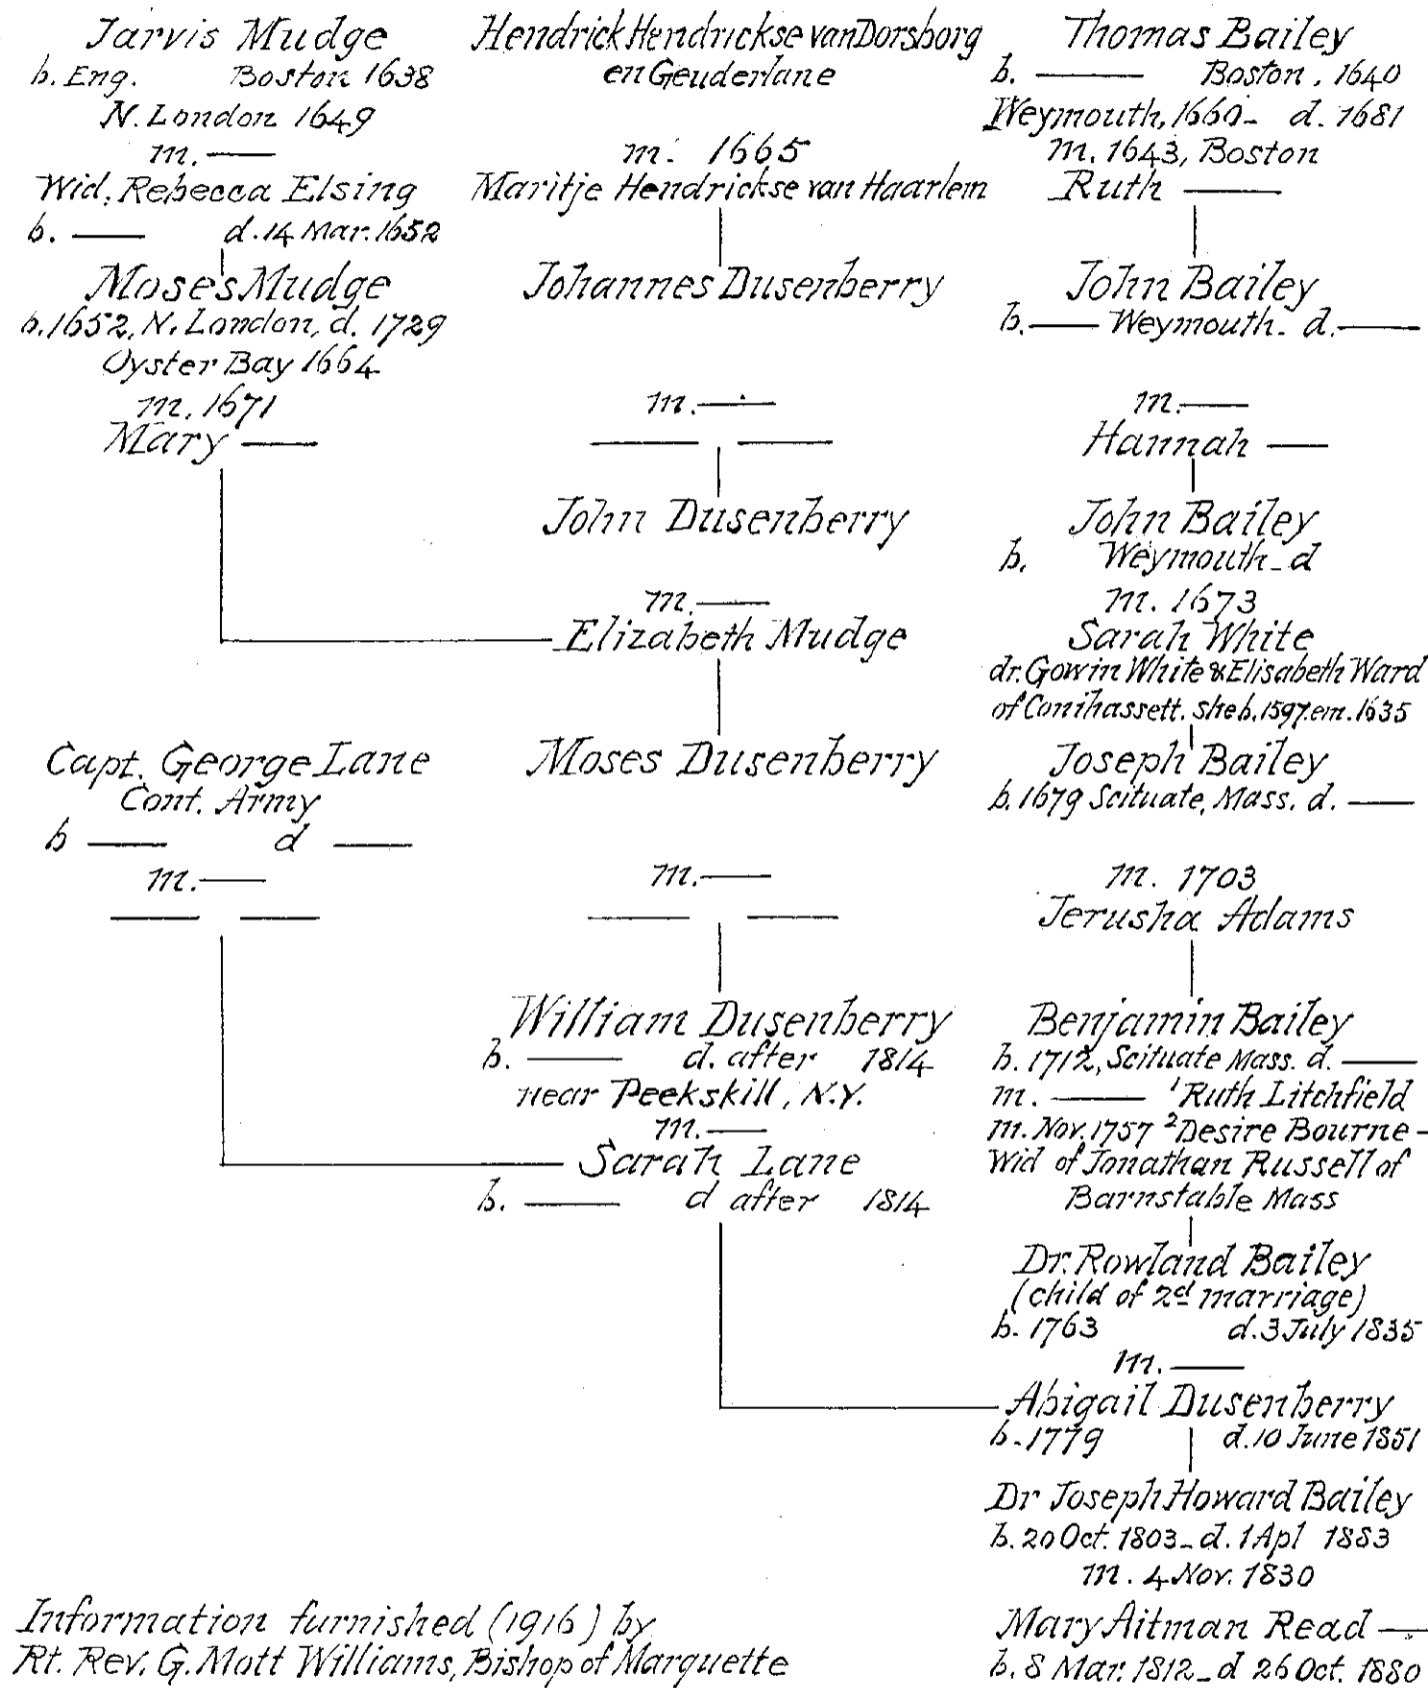 Jarvis Mudge
b. Eng. Boston 1638
N. London 1649
m. —
Wid. Rebecca Elsing
b. — d. 14 Mar. 1652
Moses Mudge
b. 1652, N. London, d. 1729
Oyster Bay 1664
m. 1671
Mary —
Capt. George Lane
Cont. Army
b — d —
m. —
— —
Hendrick Hendrickse van Dorsborg
en Geuderlane
m. 1665
Maritje Hendrickse van Haarlem
Johannes Dusenberry
m. —
— —
John Dusenberry
m. —
Elizabeth Mudge
Moses Dusenberry
m. —
— —
William Dusenberry
b. — d. after 1814
near Peekskill, N.Y.
m. —
Sarah Lane
b. — d after 1814
Thomas Bailey
b. — Boston, 1640
Weymouth, 1660 - d. 1681
m. 1643, Boston
Ruth —
John Bailey
b. — Weymouth - d. —
m. —
Hannah —
John Bailey
b. Weymouth - d
m. 1673
Sarah White
dr. Gowin White & Elisabeth Ward
of Conihassett. she b. 1597. em. 1635
Joseph Bailey
b. 1679 Scituate, Mass. d. —
m. 1703
Jerusha Adams
Benjamin Bailey
b. 1712, Scituate Mass. d. —
m. — ¹Ruth Litchfield
m. Nov. 1757 ²Desire Bourne —
Wid of Jonathan Russell of
Barnstable Mass
Dr. Rowland Bailey
(child of 2d marriage)
b. 1763 d. 3 July 1835
m. —
Abigail Dusenberry
b. 1779 d. 10 June 1851
Dr Joseph Howard Bailey
b. 20 Oct. 1803 - d. 1 Apl 1883
m. 4 Nov. 1830
Mary Aitman Read —
b. 8 Mar. 1812 - d 26 Oct. 1880
Information furnished (1916) by
Rt. Rev. G. Mott Williams, Bishop of Marquette